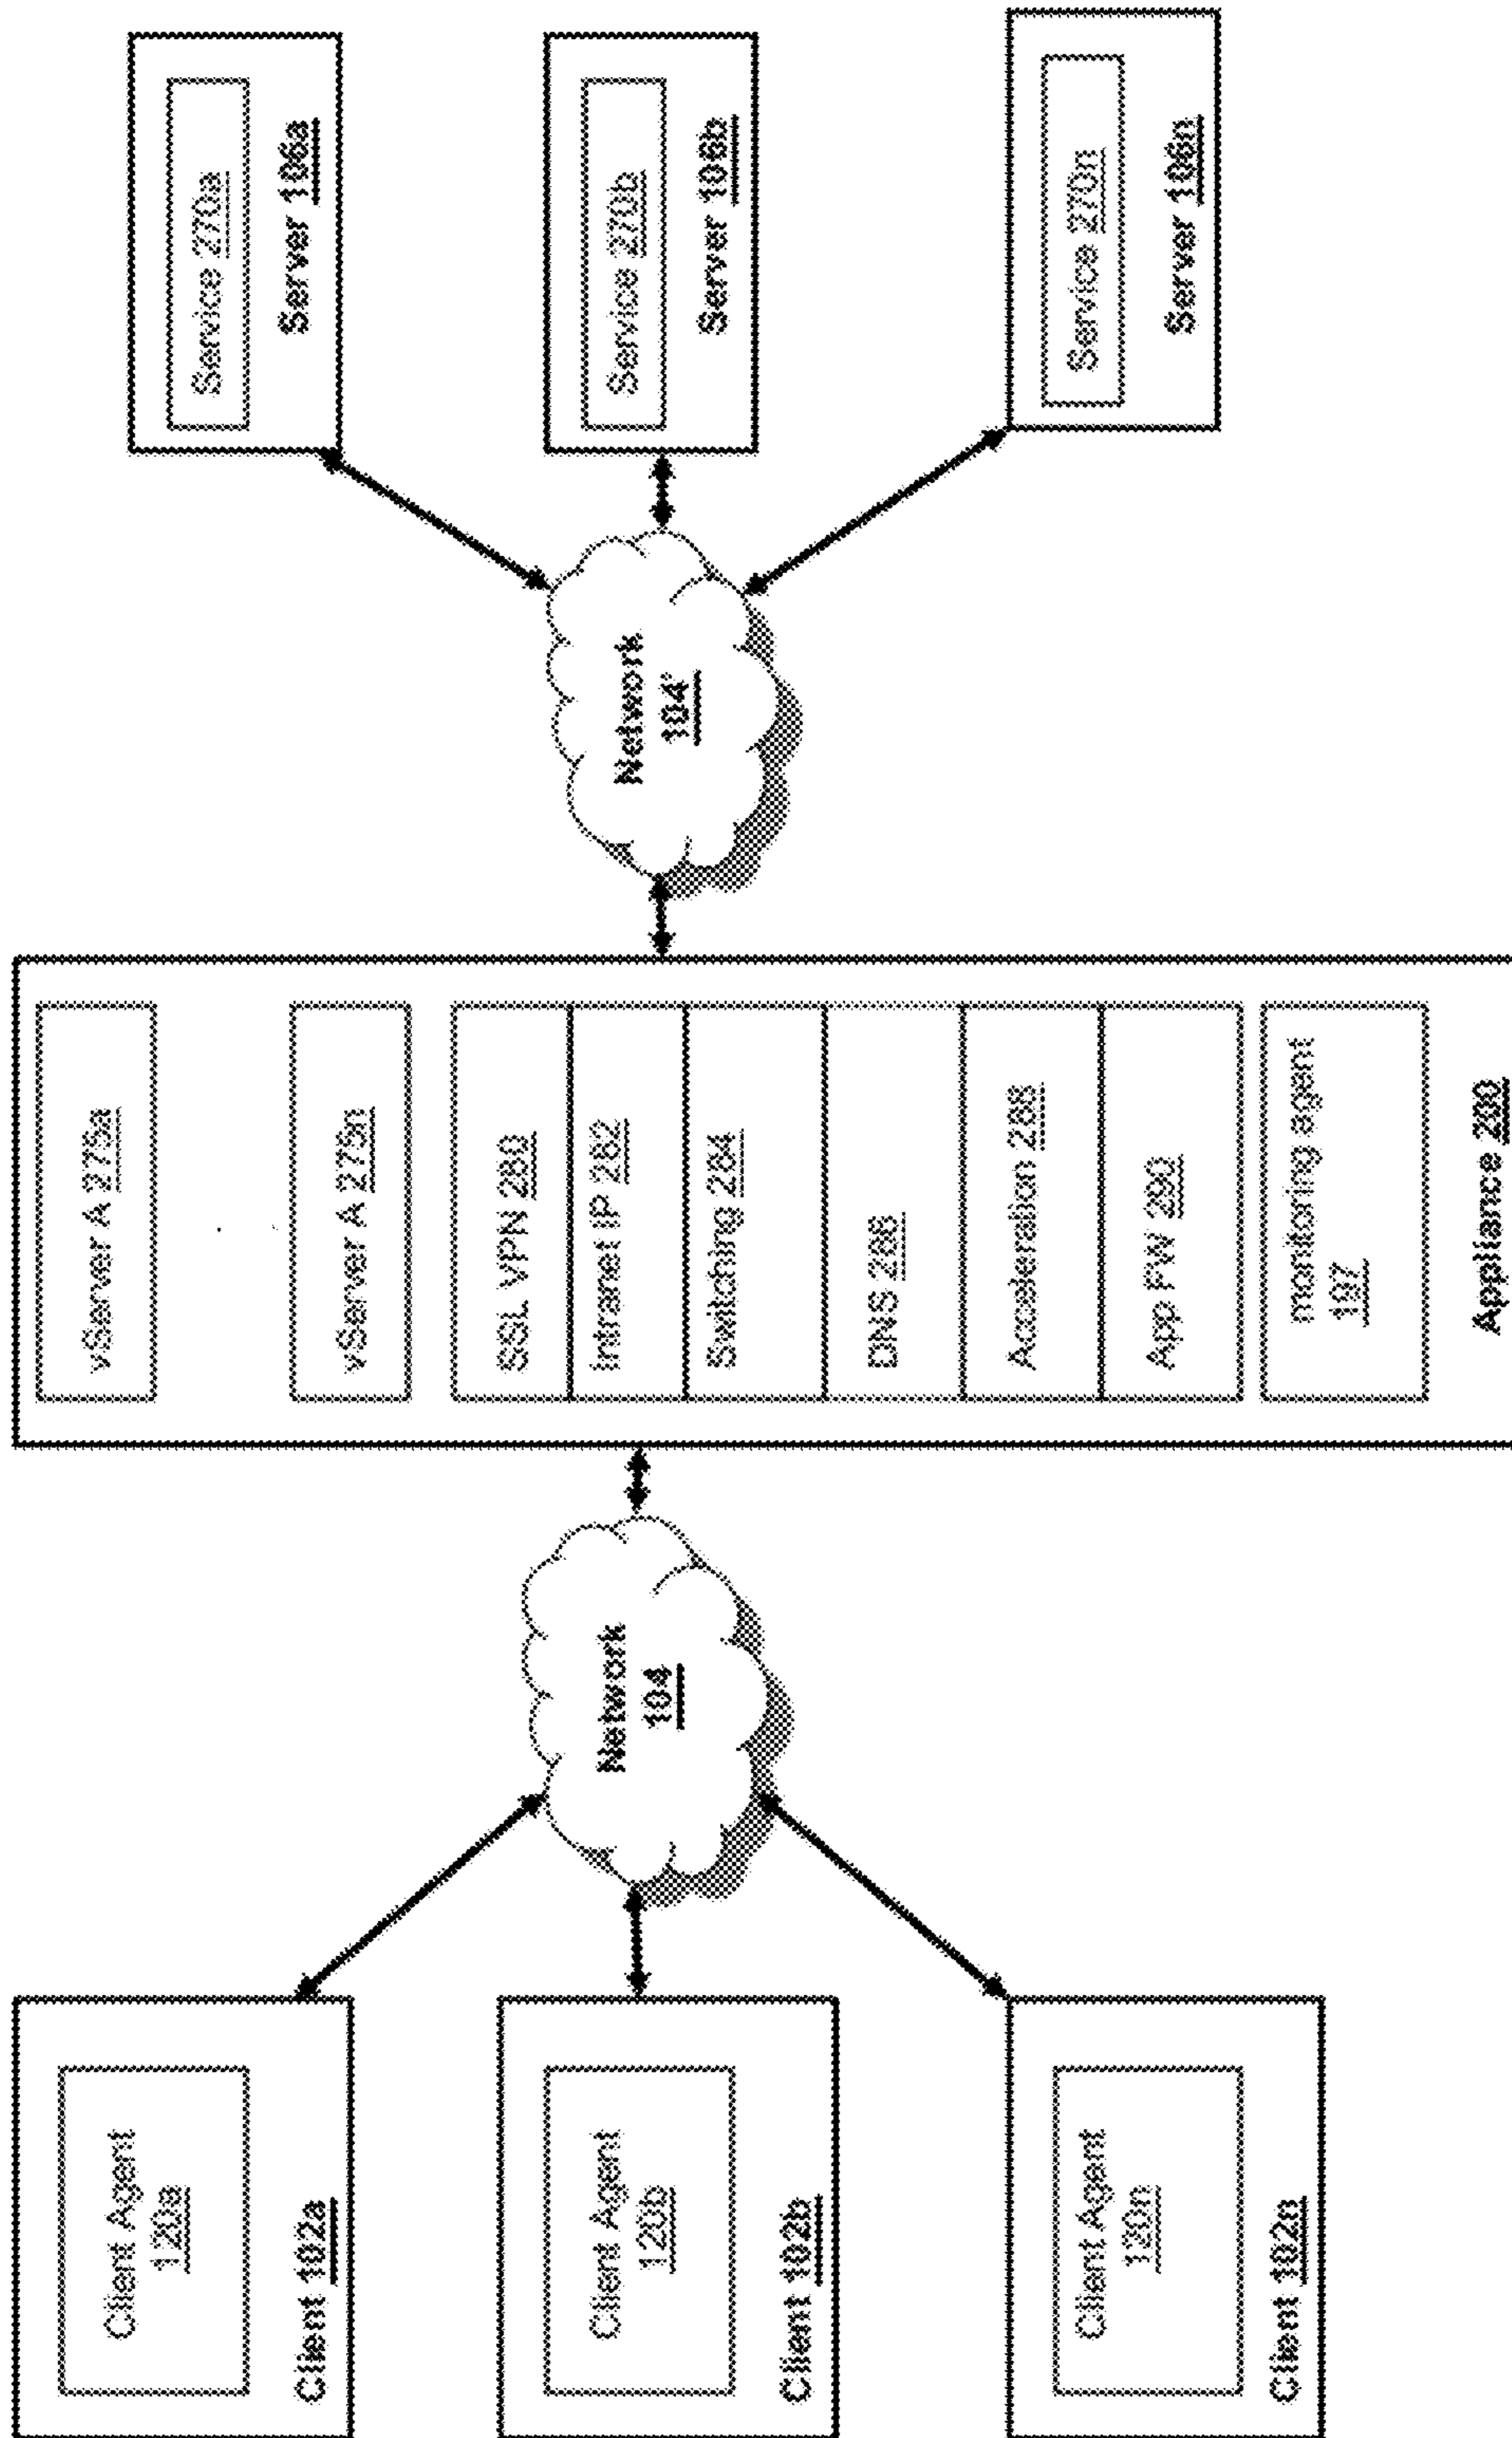 Client Agent
120a
Client 102a
Client Agent
120b
Client 102b
Client Agent
120n
Client 102n
Network
104
vServer A 275a
vServer A 275n
SSL VPN 280
Intranet IP 282
Switching 284
DNS 286
Acceleration 288
App FW 290
monitoring agent
197
Appliance 200
Network
104'
Service 270a
Server 106a
Service 270b
Server 106b
Service 270n
Server 106n